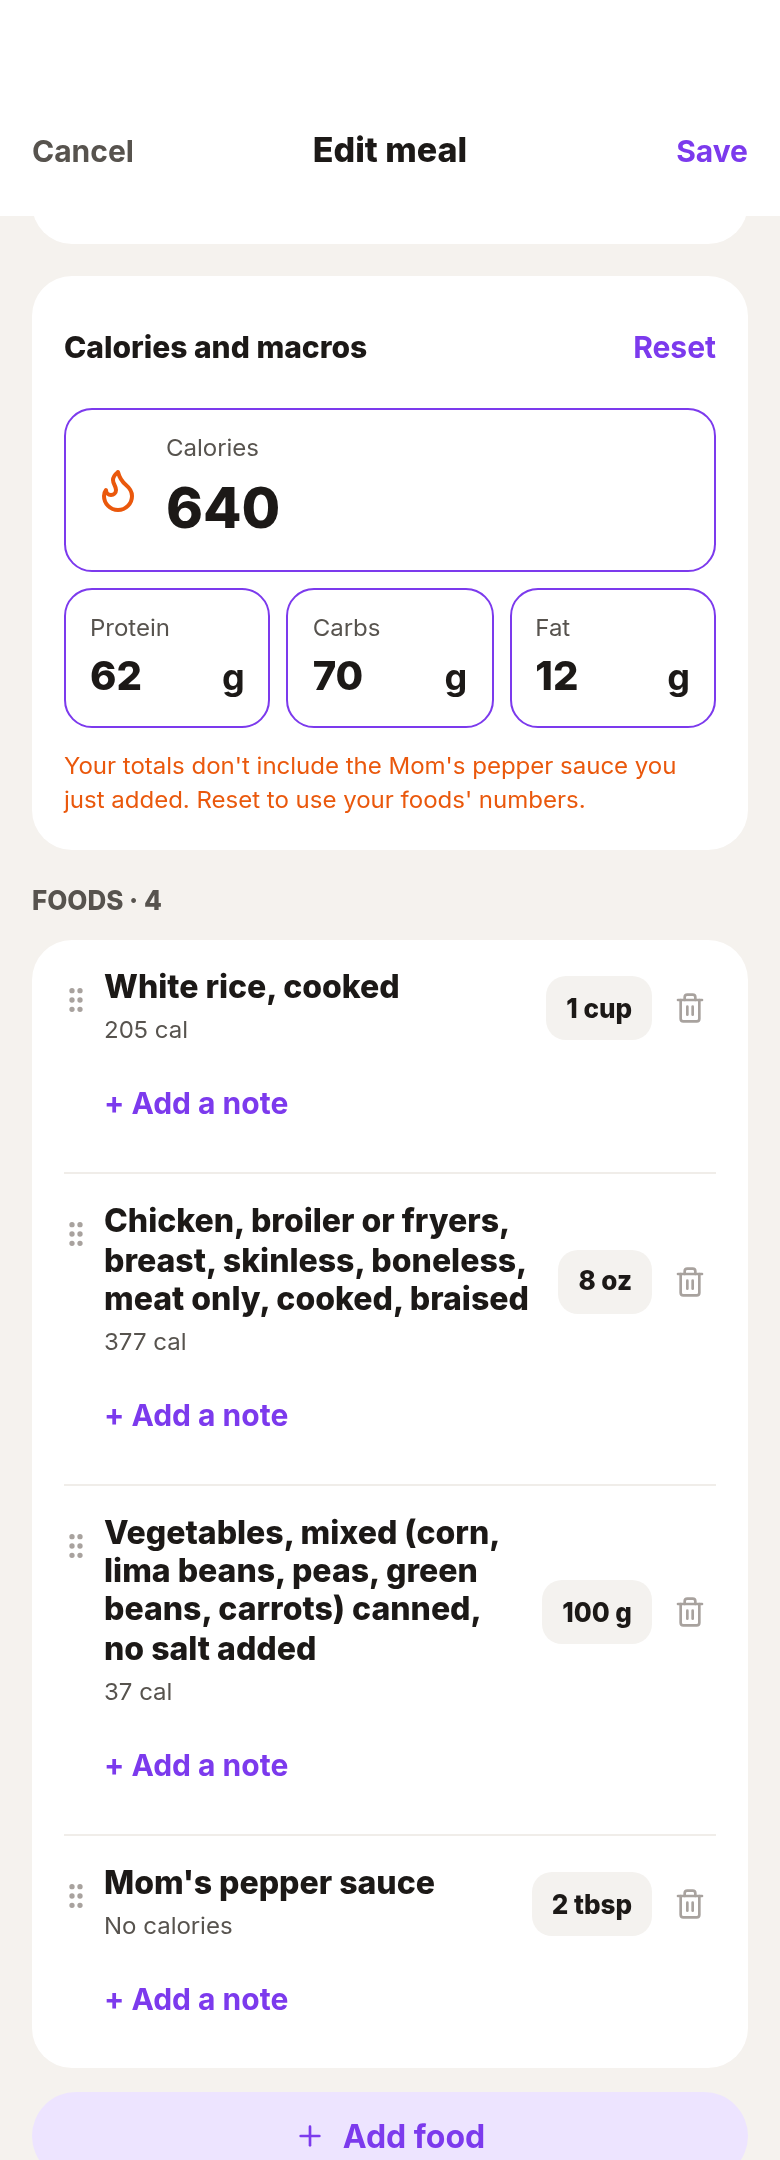 Cancel
Edit meal
Save
Calories and macros
Reset
Calories
640
Protein
62 g
Carbs
70 g
Fat
12 g
Your totals don't include the Mom's pepper sauce you
just added. Reset to use your foods' numbers.
FOODS · 4
White rice, cooked
205 cal
1 cup
+ Add a note
Chicken, broiler or fryers,
breast, skinless, boneless,
meat only, cooked, braised
377 cal
8 oz
+ Add a note
Vegetables, mixed (corn,
lima beans, peas, green
beans, carrots) canned,
no salt added
37 cal
100 g
+ Add a note
Mom's pepper sauce
No calories
2 tbsp
+ Add a note
+ Add food